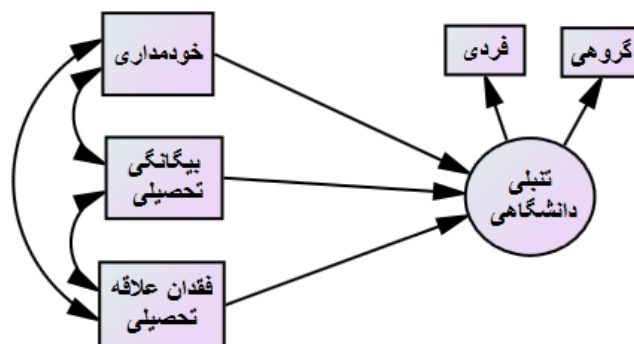 گروهی
فردی
خودمداری
بیگانگی
تحصیلی
تنبلی
دانشگاهی
فقدان علاقه
تحصیلی